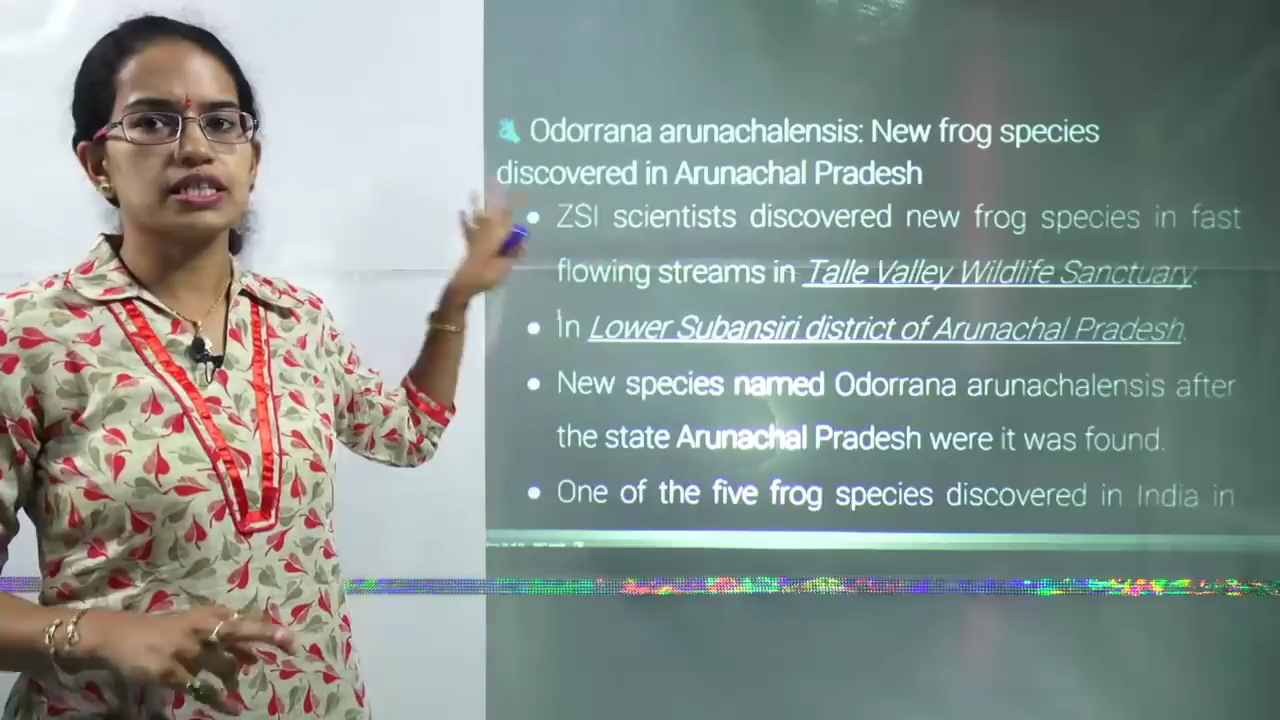 Odorrana arunachalensis: New frog species
discovered in Arunachal Pradesh
• ZSI scientists discovered new frog species in fast
flowing streams in Talle Valley Wildlife Sanctuary.
• In Lower Subansiri district of Arunachal Pradesh.
• New species named Odorrana arunachalensis after
the state Arunachal Pradesh were it was found.
• One of the five frog species discovered in India in